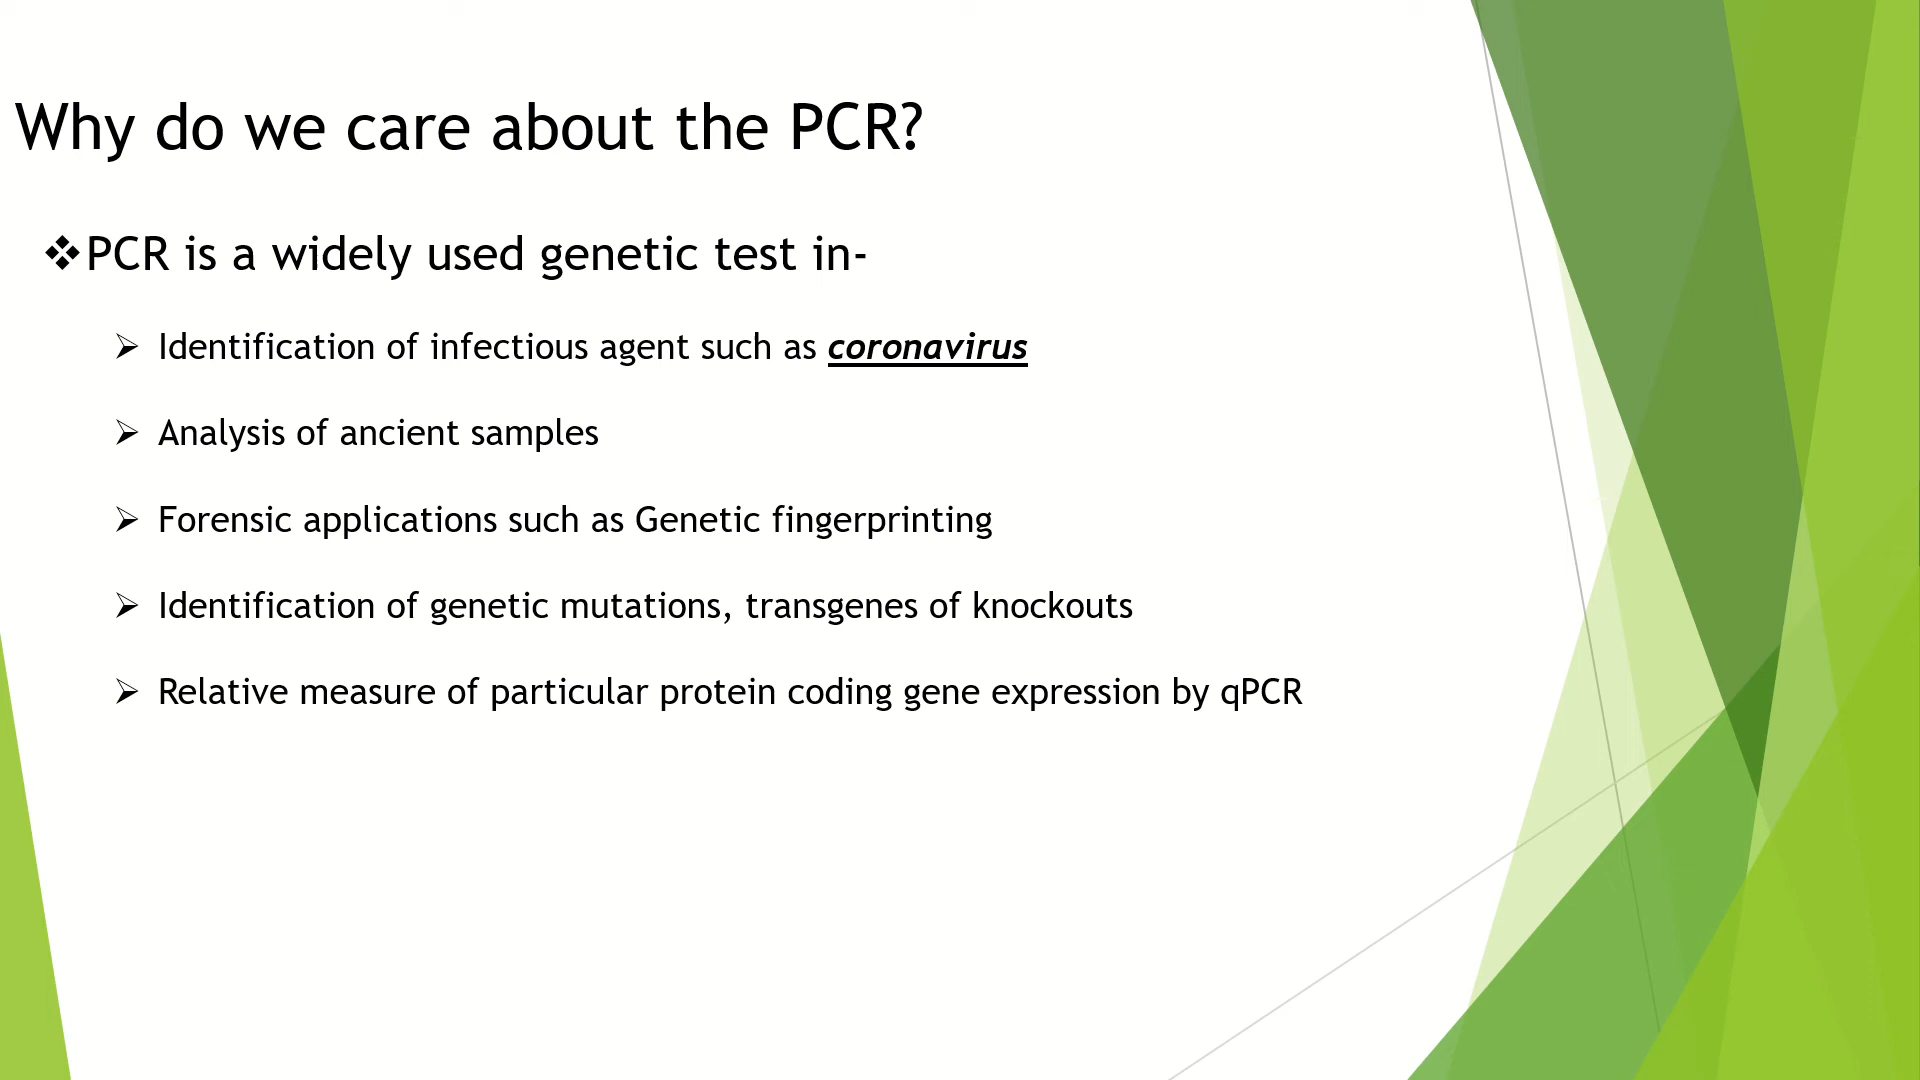 Why do we care about the PCR?
❖PCR is a widely used genetic test in-
➢ Identification of infectious agent such as coronavirus
➢ Analysis of ancient samples
➢ Forensic applications such as Genetic fingerprinting
➢ Identification of genetic mutations, transgenes of knockouts
➢ Relative measure of particular protein coding gene expression by qPCR